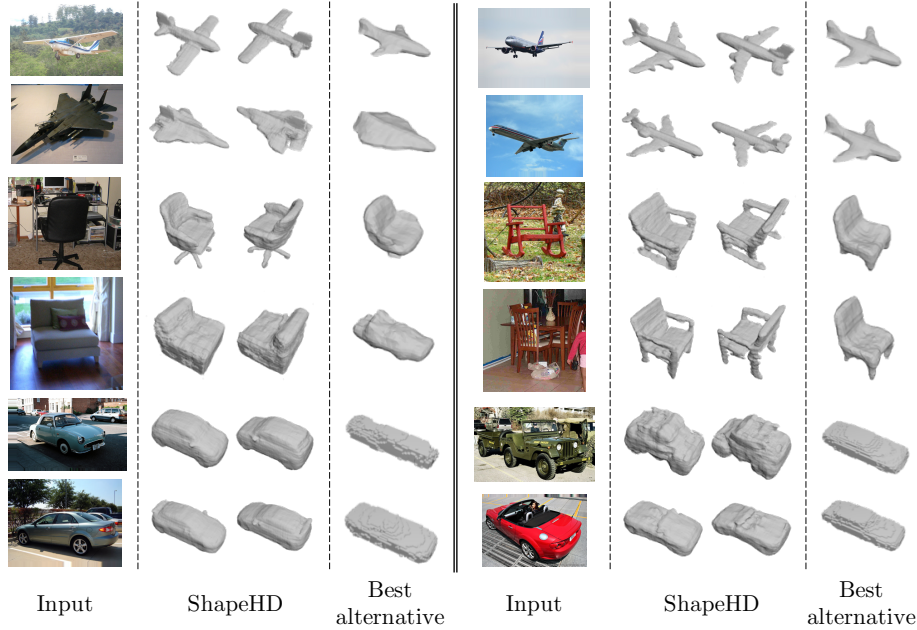 Input
ShapeHD
Best
alternative
Input
ShapeHD
Best
alternative